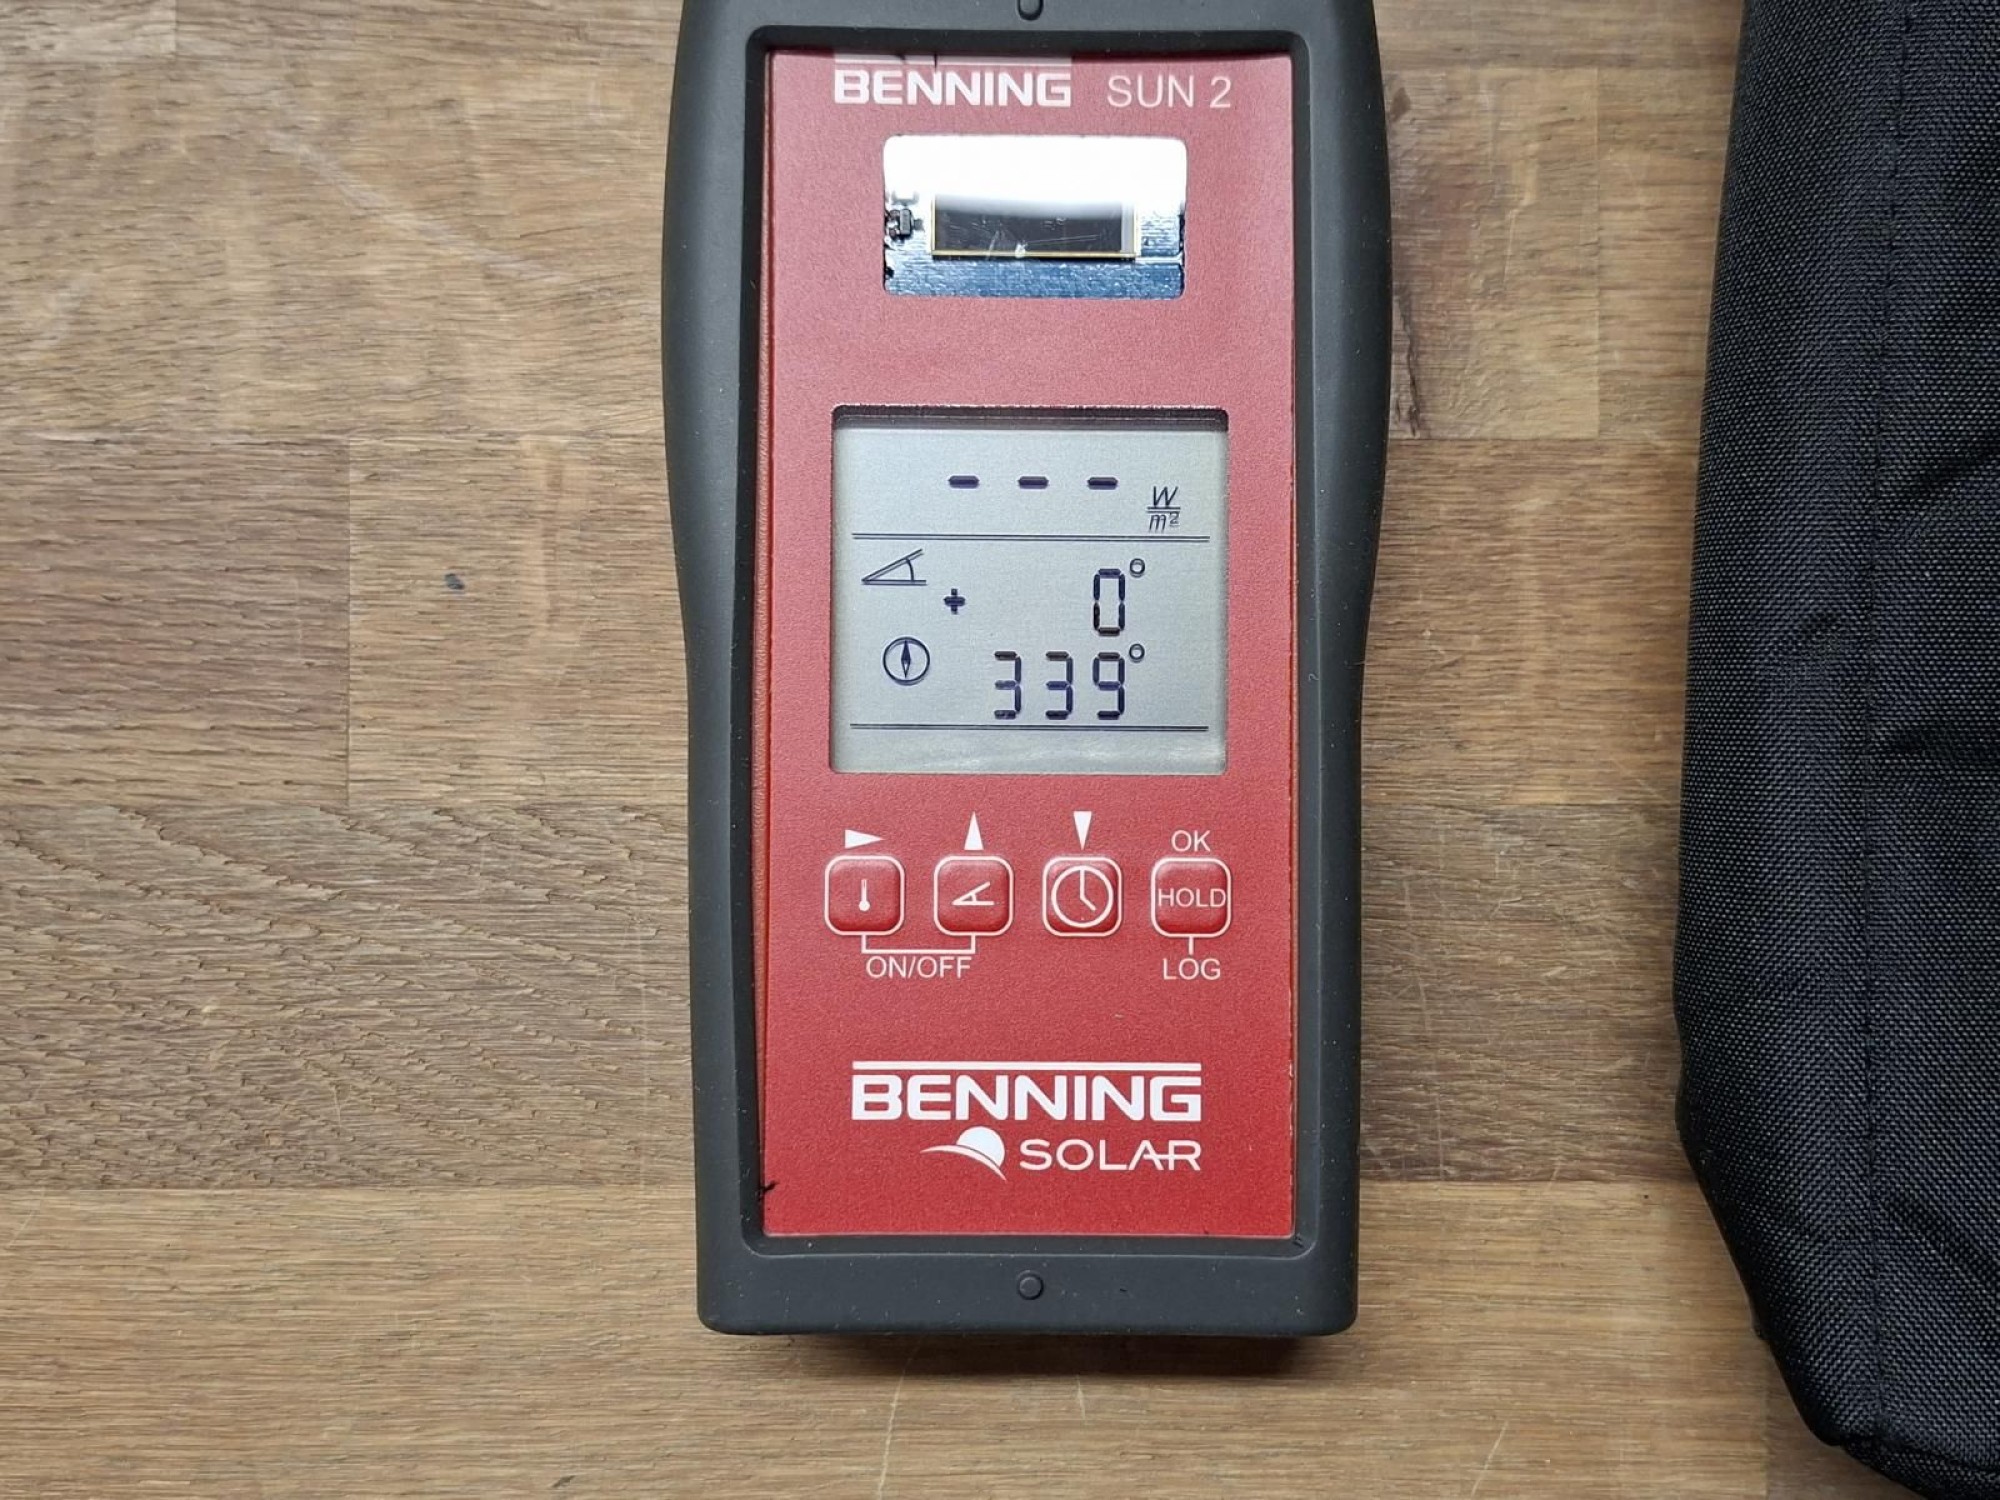 BENNING SUN 2
- - - W/m²
+ 0°
339°
OK
HOLD
ON/OFF LOG
BENNING
SOLAR